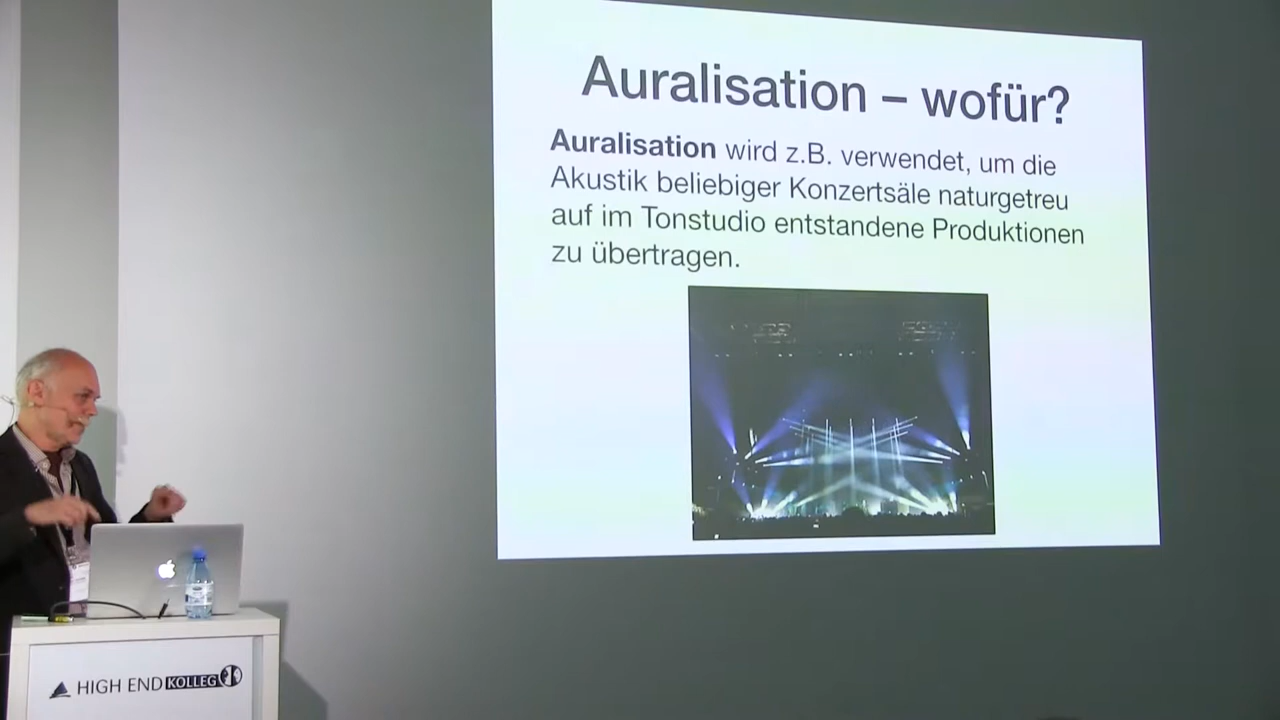 Auralisation – wofür?
Auralisation wird z.B. verwendet, um die
Akustik beliebiger Konzertsäle naturgetreu
auf im Tonstudio entstandene Produktionen
zu übertragen.
HIGH END KOLLEG